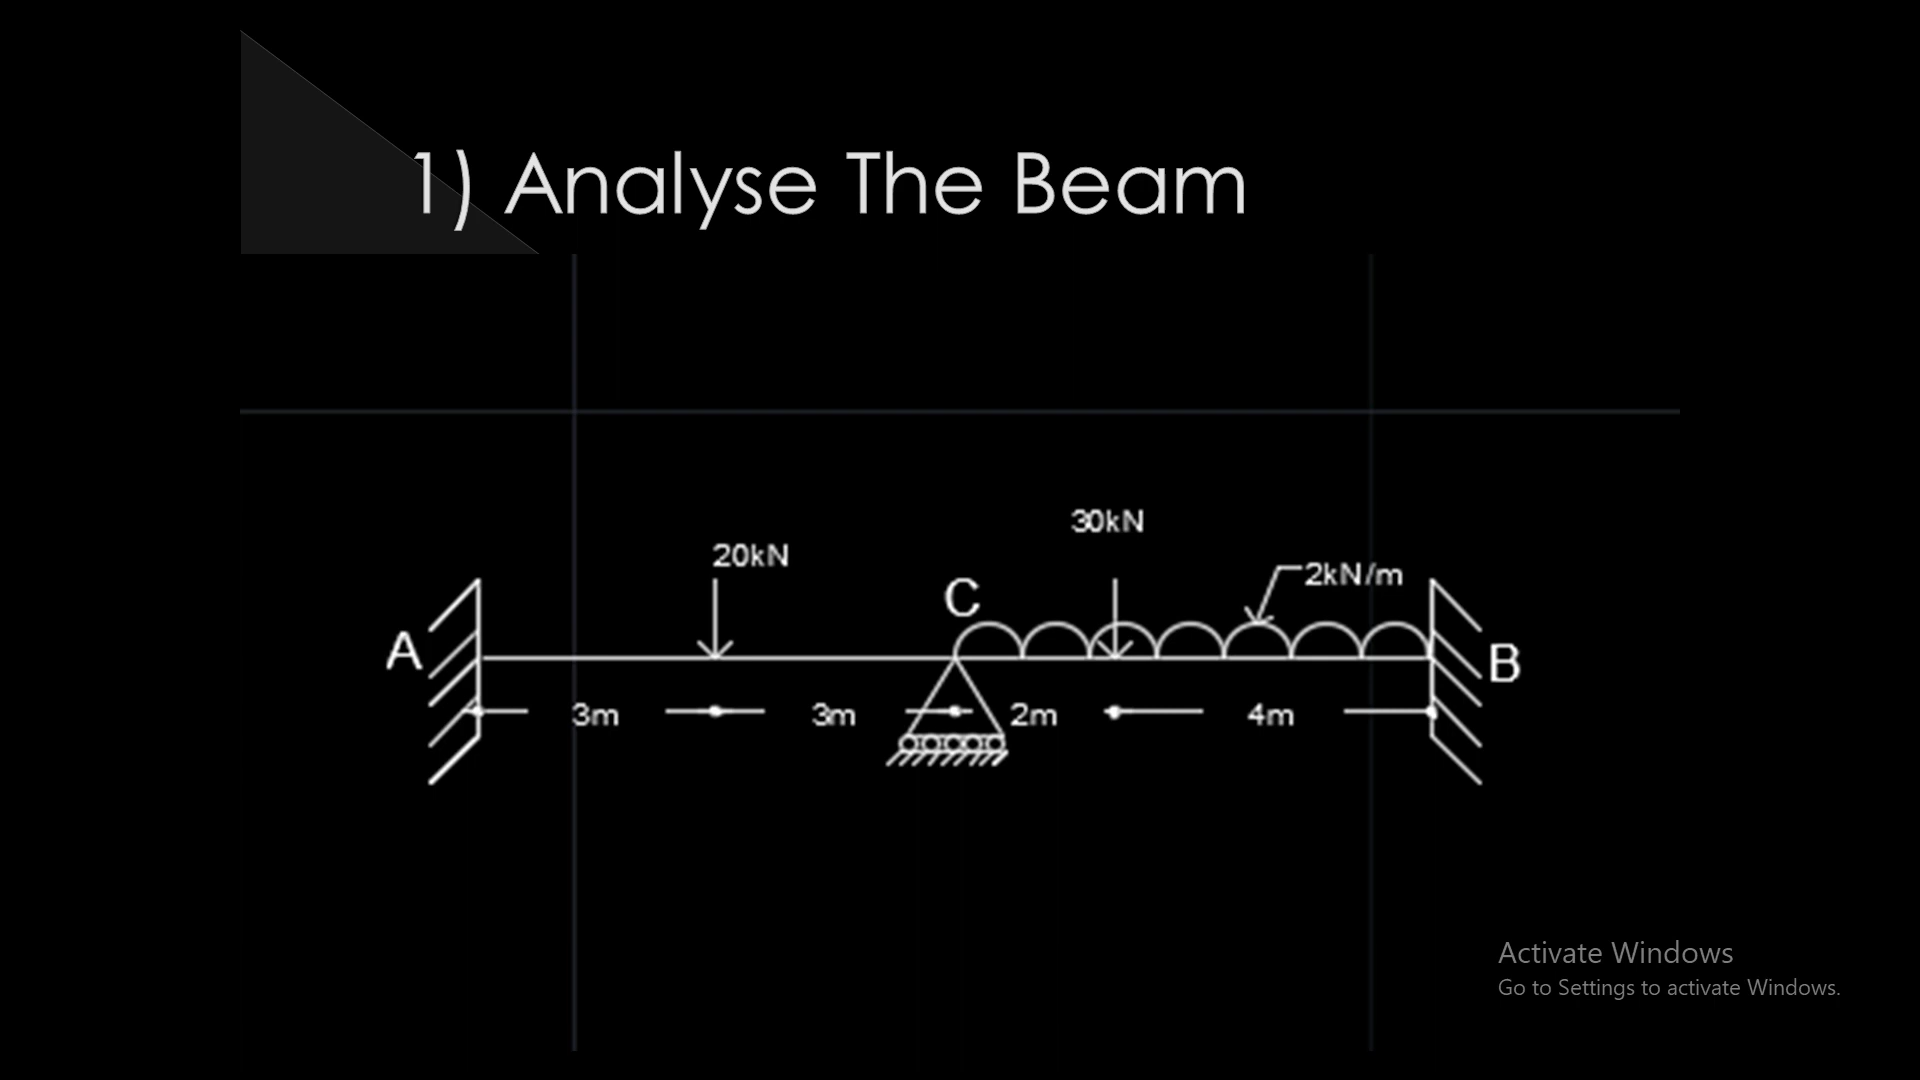 1) Analyse The Beam
30kN
20kN
2kN/m
C
A
B
3m
3m
2m
4m
Activate Windows
Go to Settings to activate Windows.